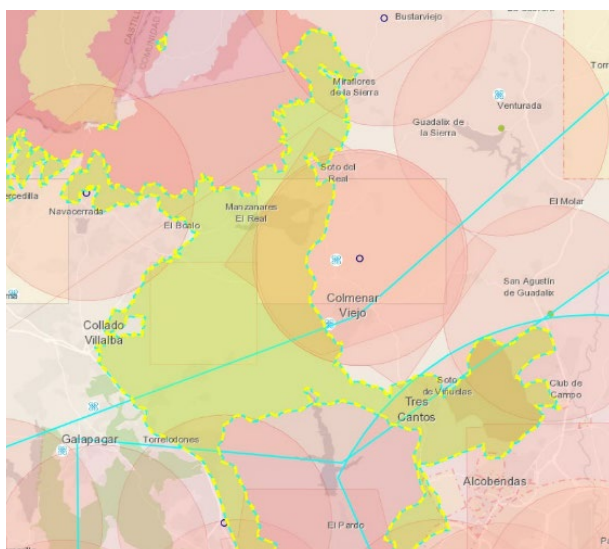 Bustarviejo
Miraflores
de la Sierra
Venturada
Guadalix de
la Sierra
Soto del
Real
Navacerrada
Manzanares
El Real
El Molar
El Boalo
San Agustín
de Guadalix
Colmenar
Viejo
Collado
Villalba
Soto
de Viñuelas
Club de
Campo
Tres
Cantos
Galapagar
Torrelodones
Alcobendas
El Pardo